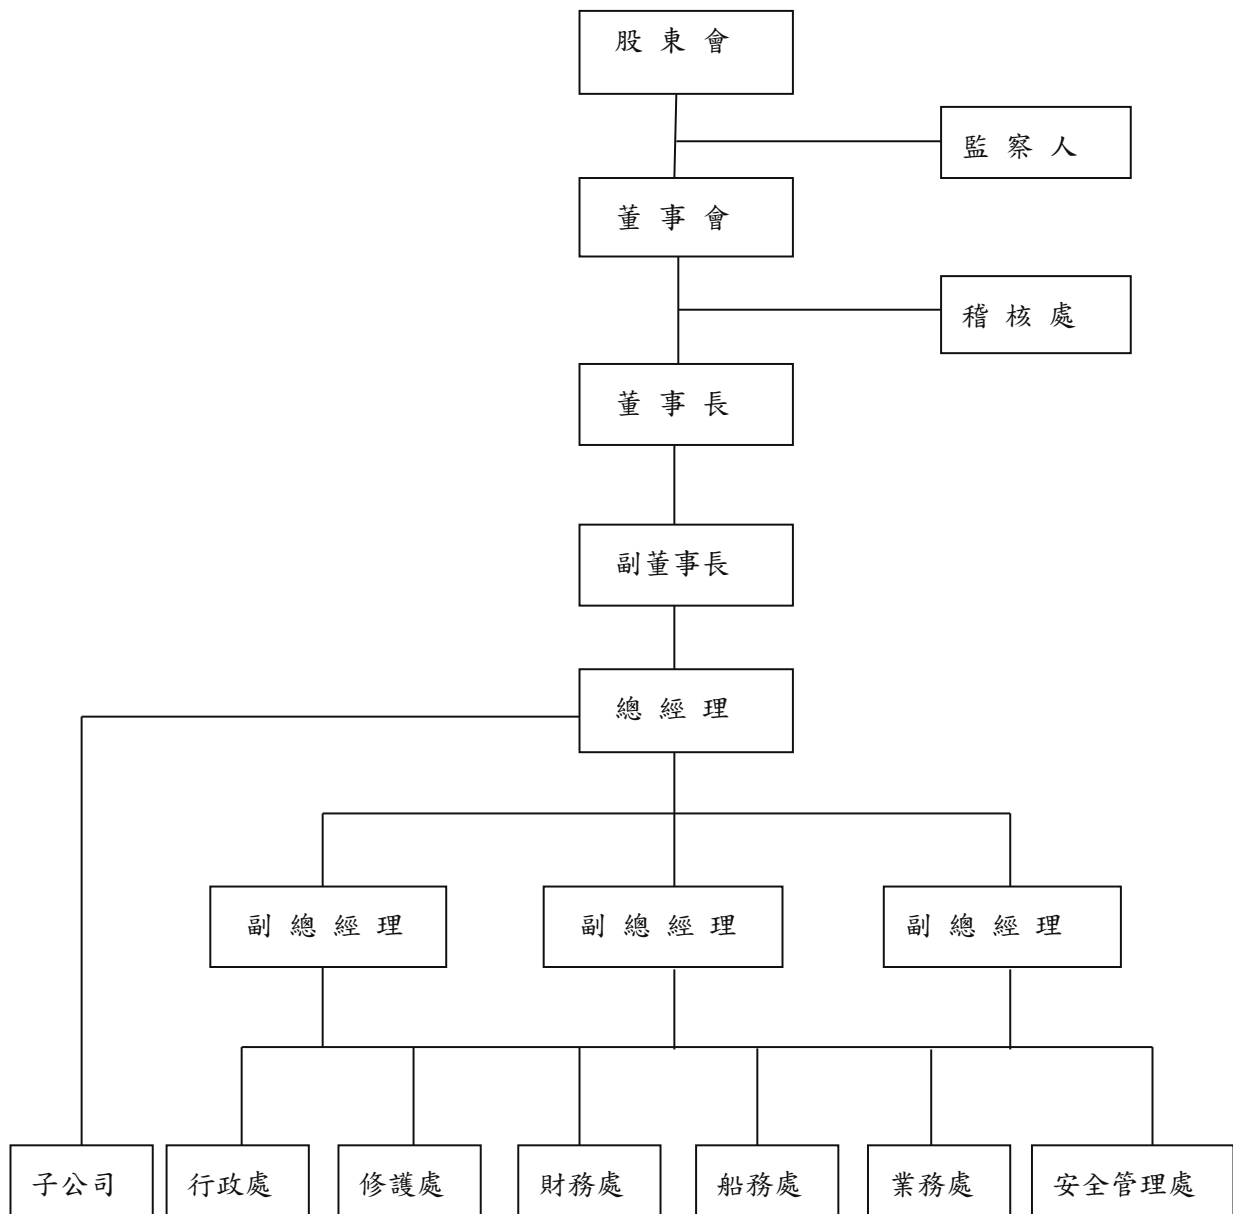 股東會
監察人
董事會
稽核處
董事長
副董事長
總經理
副總經理
副總經理
副總經理
子公司
行政處
修護處
財務處
船務處
業務處
安全管理處